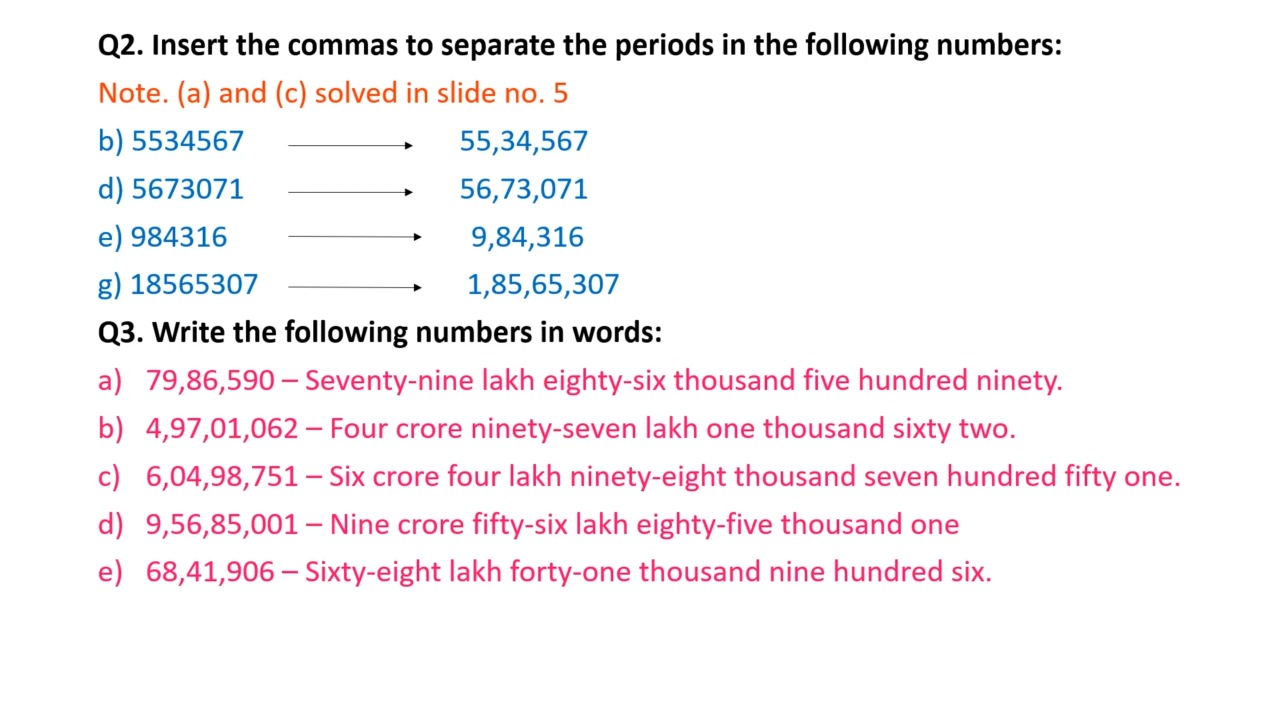 Q2. Insert the commas to separate the periods in the following numbers:
Note. (a) and (c) solved in slide no. 5
b) 5534567 55,34,567
d) 5673071 56,73,071
e) 984316 9,84,316
g) 18565307 1,85,65,307
Q3. Write the following numbers in words:
a) 79,86,590 – Seventy-nine lakh eighty-six thousand five hundred ninety.
b) 4,97,01,062 – Four crore ninety-seven lakh one thousand sixty two.
c) 6,04,98,751 – Six crore four lakh ninety-eight thousand seven hundred fifty one.
d) 9,56,85,001 – Nine crore fifty-six lakh eighty-five thousand one
e) 68,41,906 – Sixty-eight lakh forty-one thousand nine hundred six.